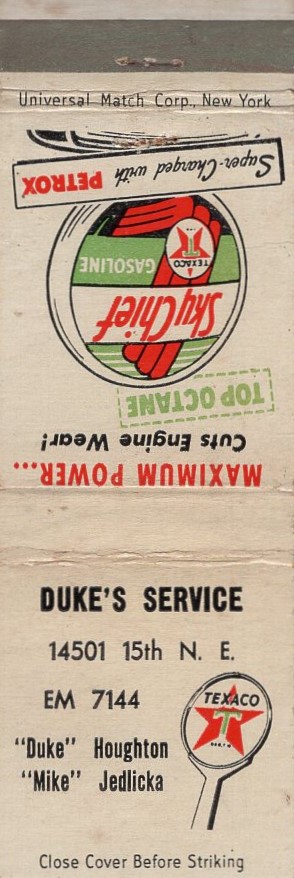 Universal Match Corp., New York
MAXIMUM POWER...
Cuts Engine Wear!
TOP OCTANE
Sky Chief
GASOLINE
TEXACO
T
Super-Charged with PETROX
DUKE'S SERVICE
14501 15th N. E.
EM 7144
"Duke" Houghton
"Mike" Jedlicka
TEXACO
T
Close Cover Before Striking